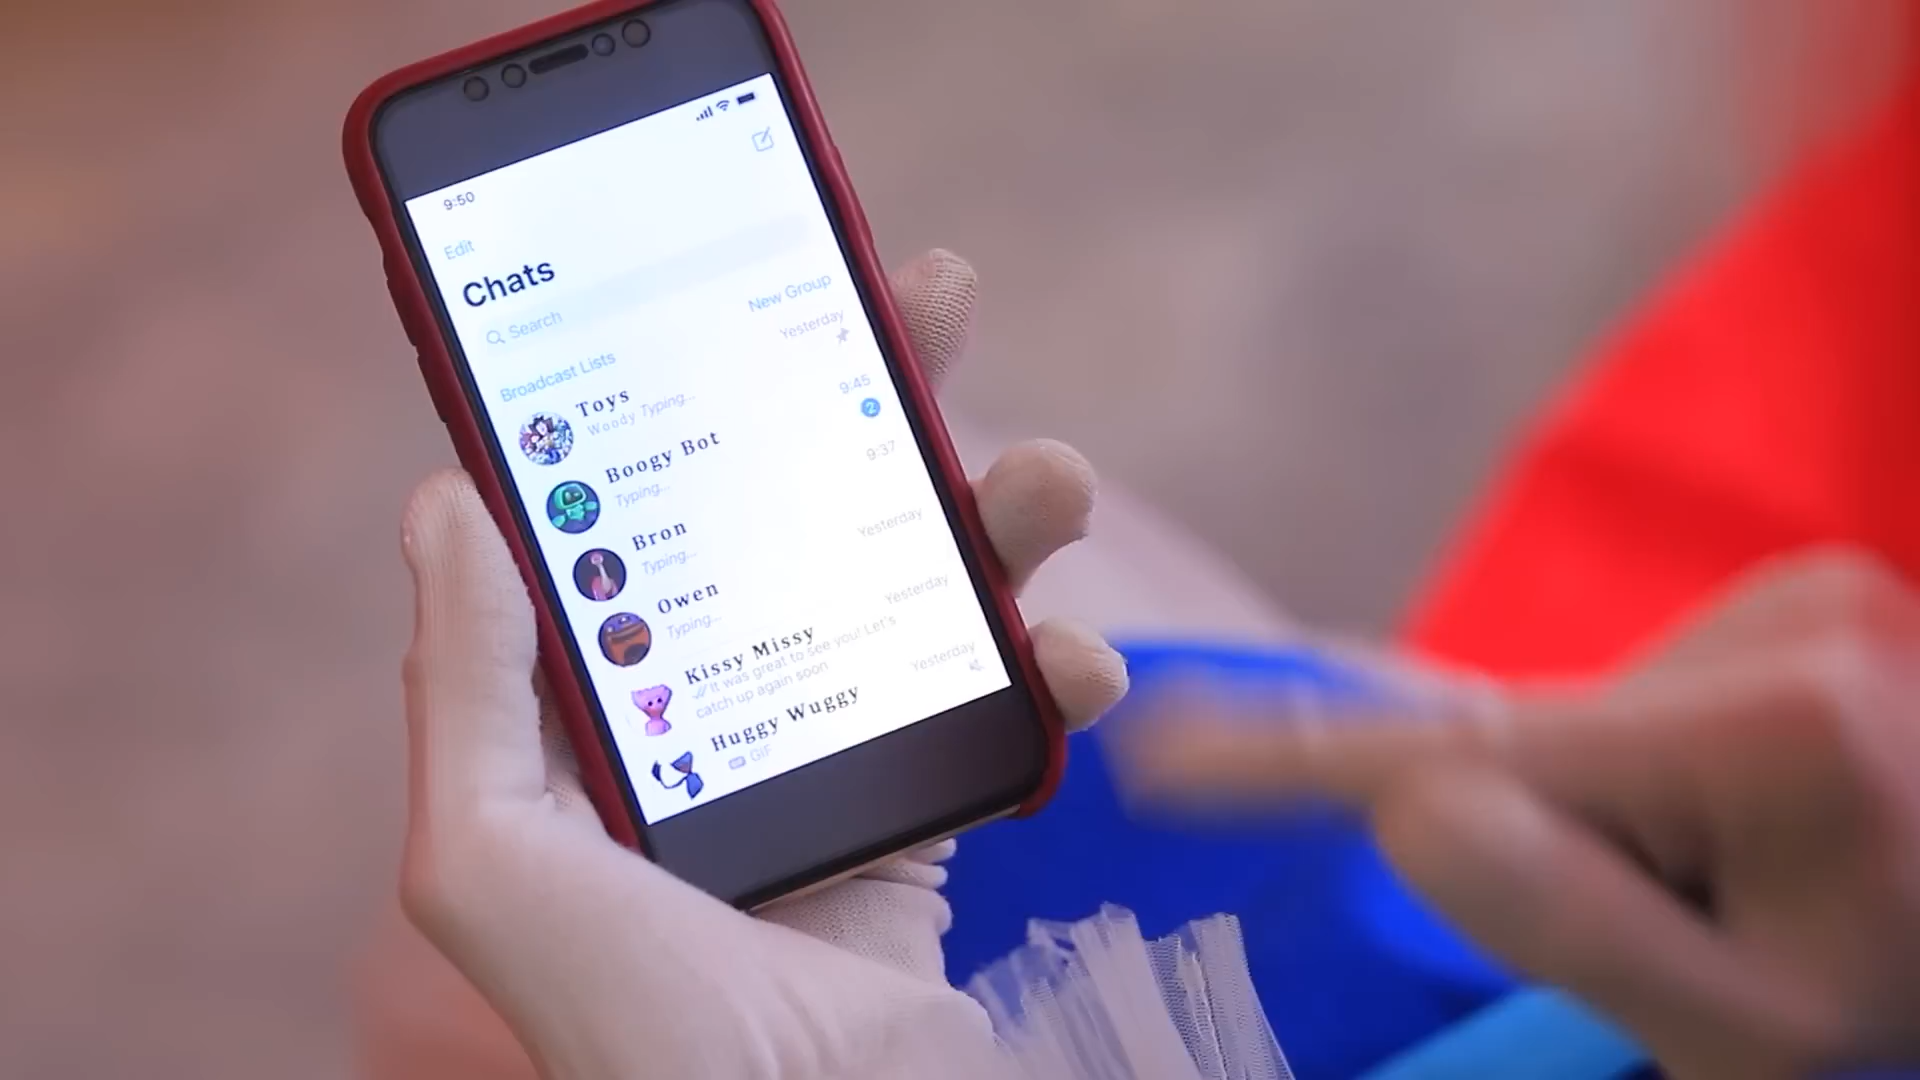 9:50
Edit
Chats
Search
Broadcast Lists
New Group
Toys
Yesterday
Woody Typing...
Boogy Bot
9:45
Typing...
2
Bron
9:37
Typing...
Owen
Yesterday
Typing...
Kissy Missy
Yesterday
It was great to see you! Let's
catch up again soon
Huggy Wuggy
Yesterday
GIF